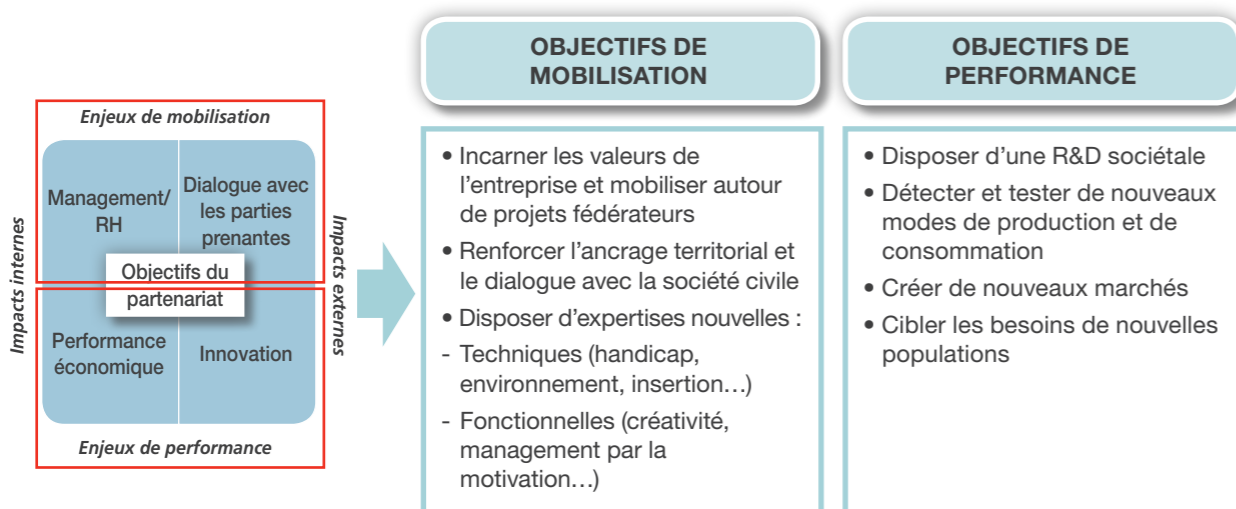 Enjeux de mobilisation
Impacts internes
Management/
RH
Dialogue avec
les parties
prenantes
Objectifs du
partenariat
Performance
économique
Innovation
Impacts externes
Enjeux de performance
OBJECTIFS DE
MOBILISATION
• Incarner les valeurs de
l’entreprise et mobiliser autour
de projets fédérateurs
• Renforcer l’ancrage territorial et
le dialogue avec la société civile
• Disposer d’expertises nouvelles :
- Techniques (handicap,
environnement, insertion…)
- Fonctionnelles (créativité,
management par la
motivation…)
OBJECTIFS DE
PERFORMANCE
• Disposer d’une R&D sociétale
• Détecter et tester de nouveaux
modes de production et de
consommation
• Créer de nouveaux marchés
• Cibler les besoins de nouvelles
populations